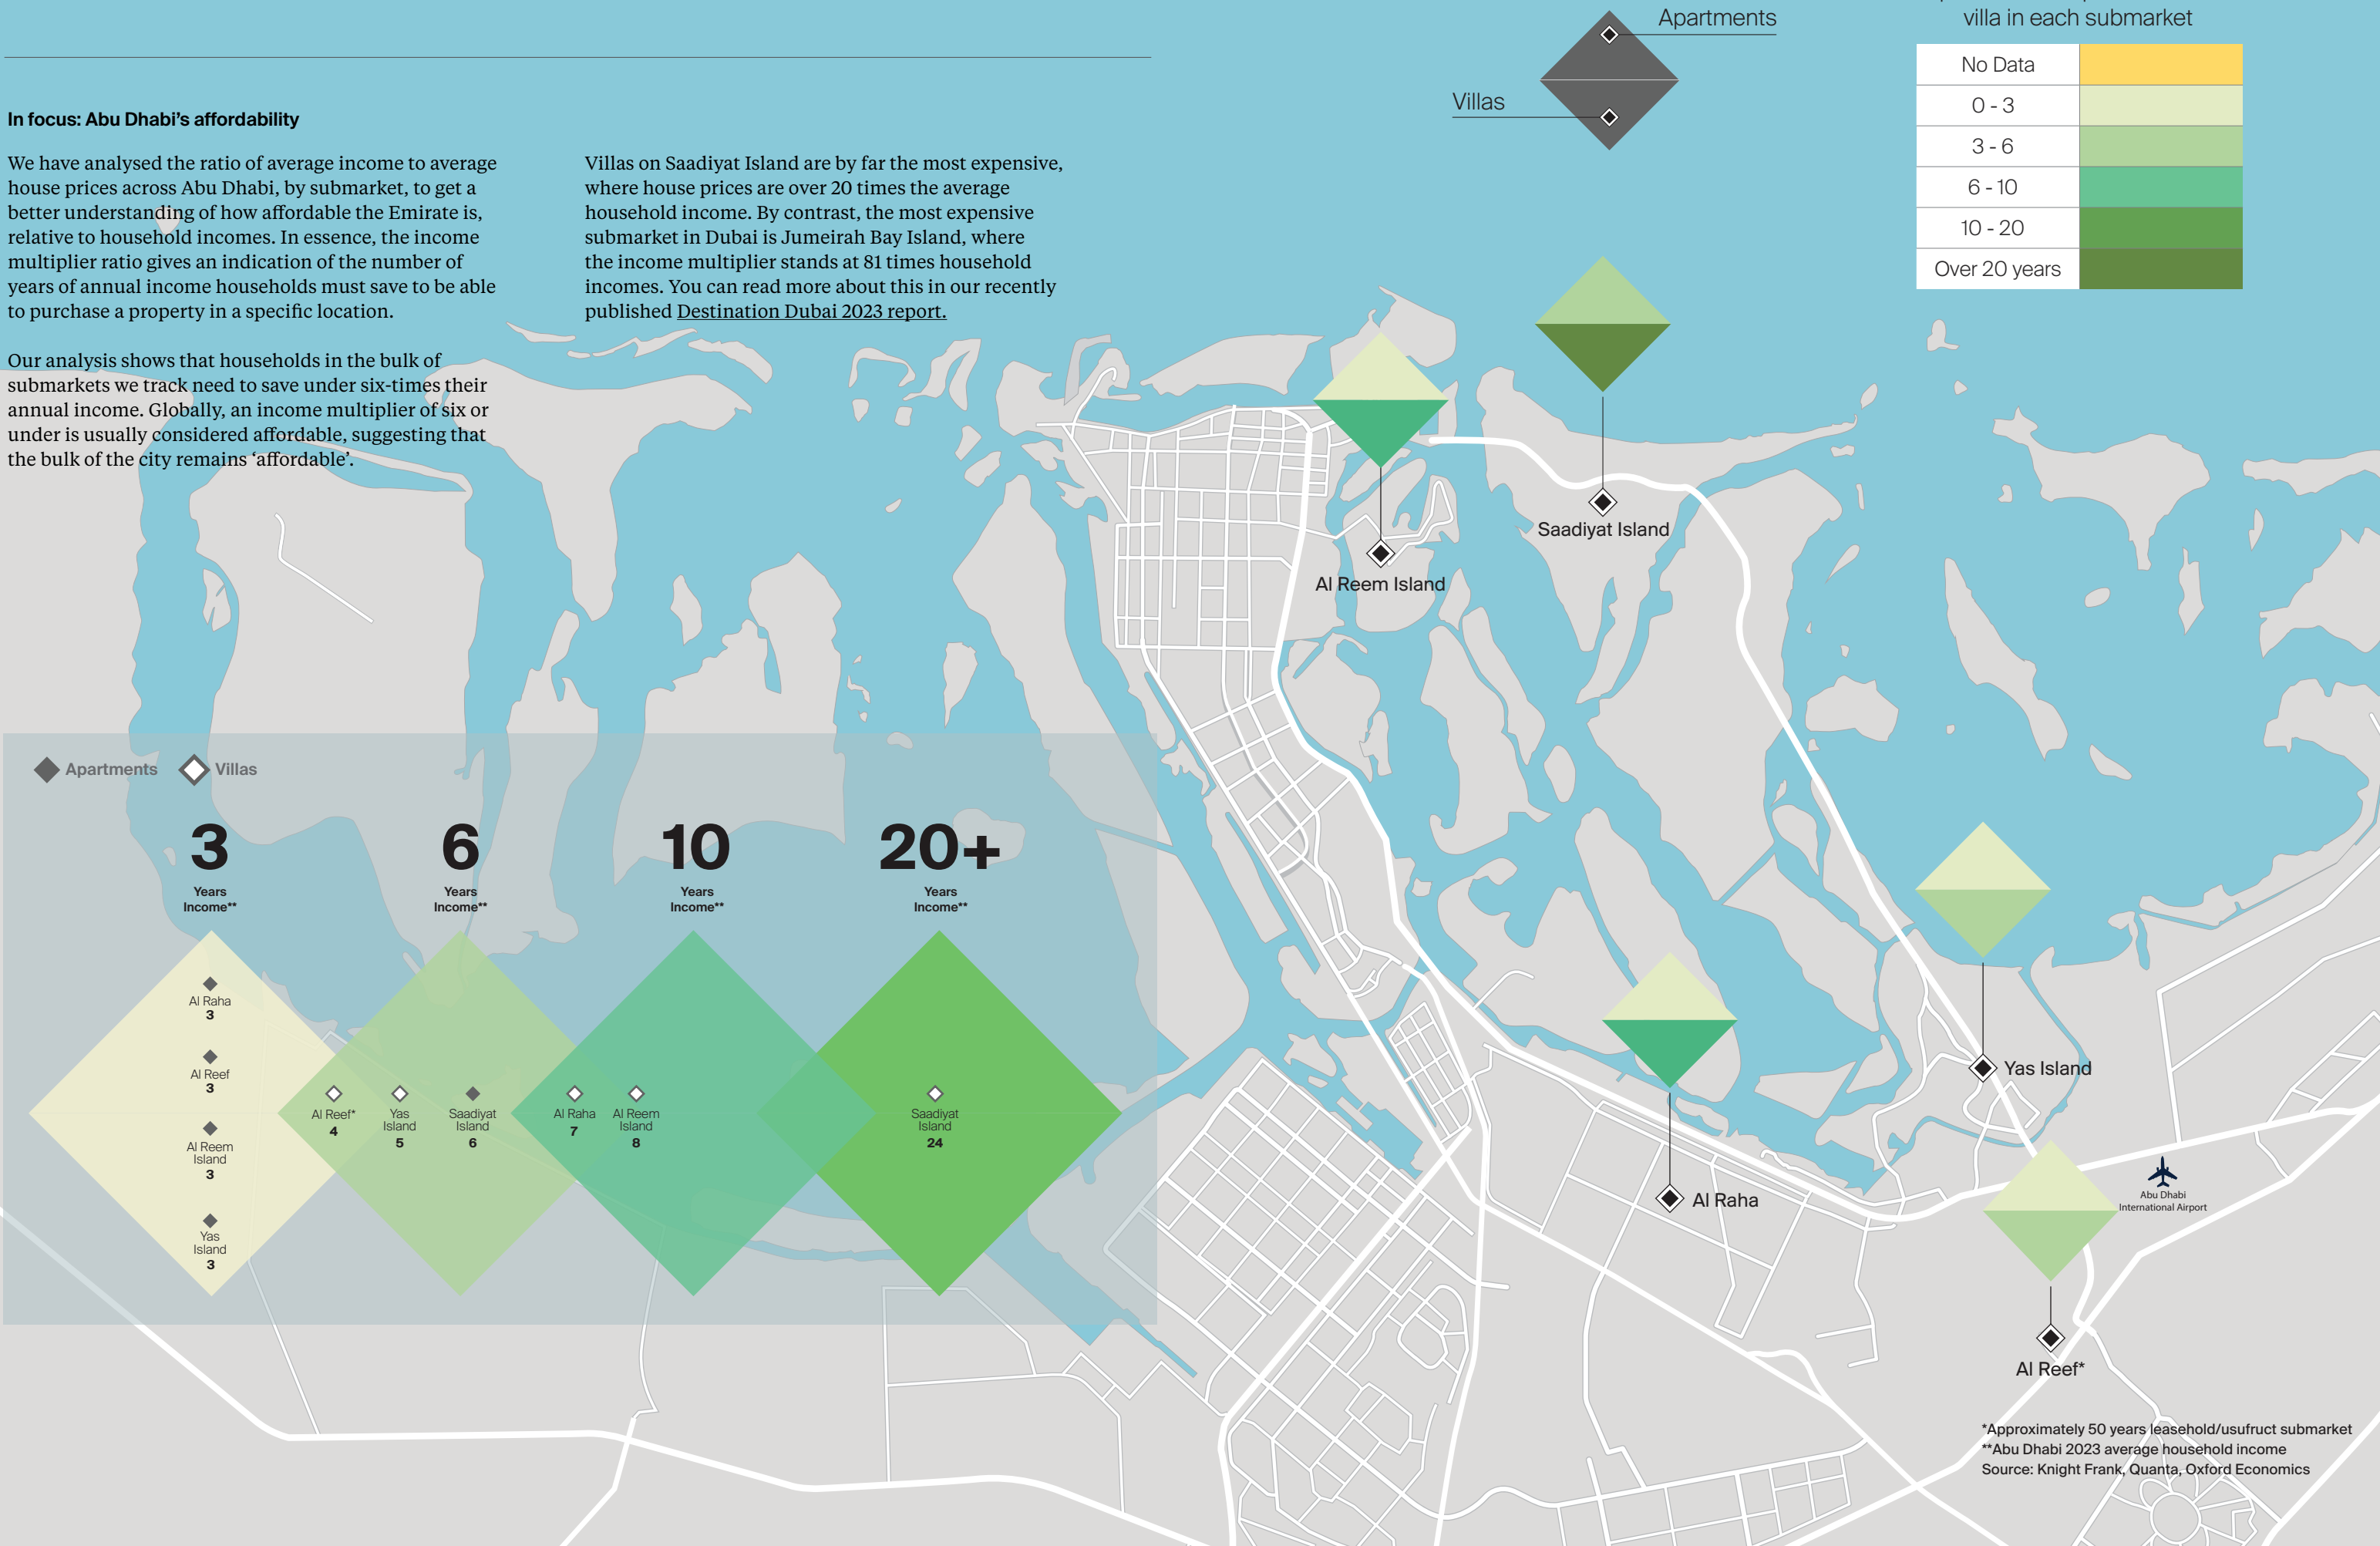 In focus: Abu Dhabi’s affordability
We have analysed the ratio of average income to average
house prices across Abu Dhabi, by submarket, to get a
better understanding of how affordable the Emirate is,
relative to household incomes. In essence, the income
multiplier ratio gives an indication of the number of
years of annual income households must save to be able
to purchase a property in a specific location.
Our analysis shows that households in the bulk of
submarkets we track need to save under six-times their
annual income. Globally, an income multiplier of six or
under is usually considered affordable, suggesting that
the bulk of the city remains ‘affordable’.
Villas on Saadiyat Island are by far the most expensive,
where house prices are over 20 times the average
household income. By contrast, the most expensive
submarket in Dubai is Jumeirah Bay Island, where
the income multiplier stands at 81 times household
incomes. You can read more about this in our recently
published Destination Dubai 2023 report.
Apartments
Villas
villa in each submarket
No Data
0 - 3
3 - 6
6 - 10
10 - 20
Over 20 years
Saadiyat Island
Al Reem Island
Yas Island
Al Raha
Abu Dhabi
International Airport
Al Reef*
Apartments
Villas
3
Years
Income**
6
Years
Income**
10
Years
Income**
20+
Years
Income**
Al Raha
3
Al Reef
3
Al Reem
Island
3
Yas
Island
3
Al Reef*
4
Yas
Island
5
Saadiyat
Island
6
Al Raha
7
Al Reem
Island
8
Saadiyat
Island
24
*Approximately 50 years leasehold/usufruct submarket
**Abu Dhabi 2023 average household income
Source: Knight Frank, Quanta, Oxford Economics